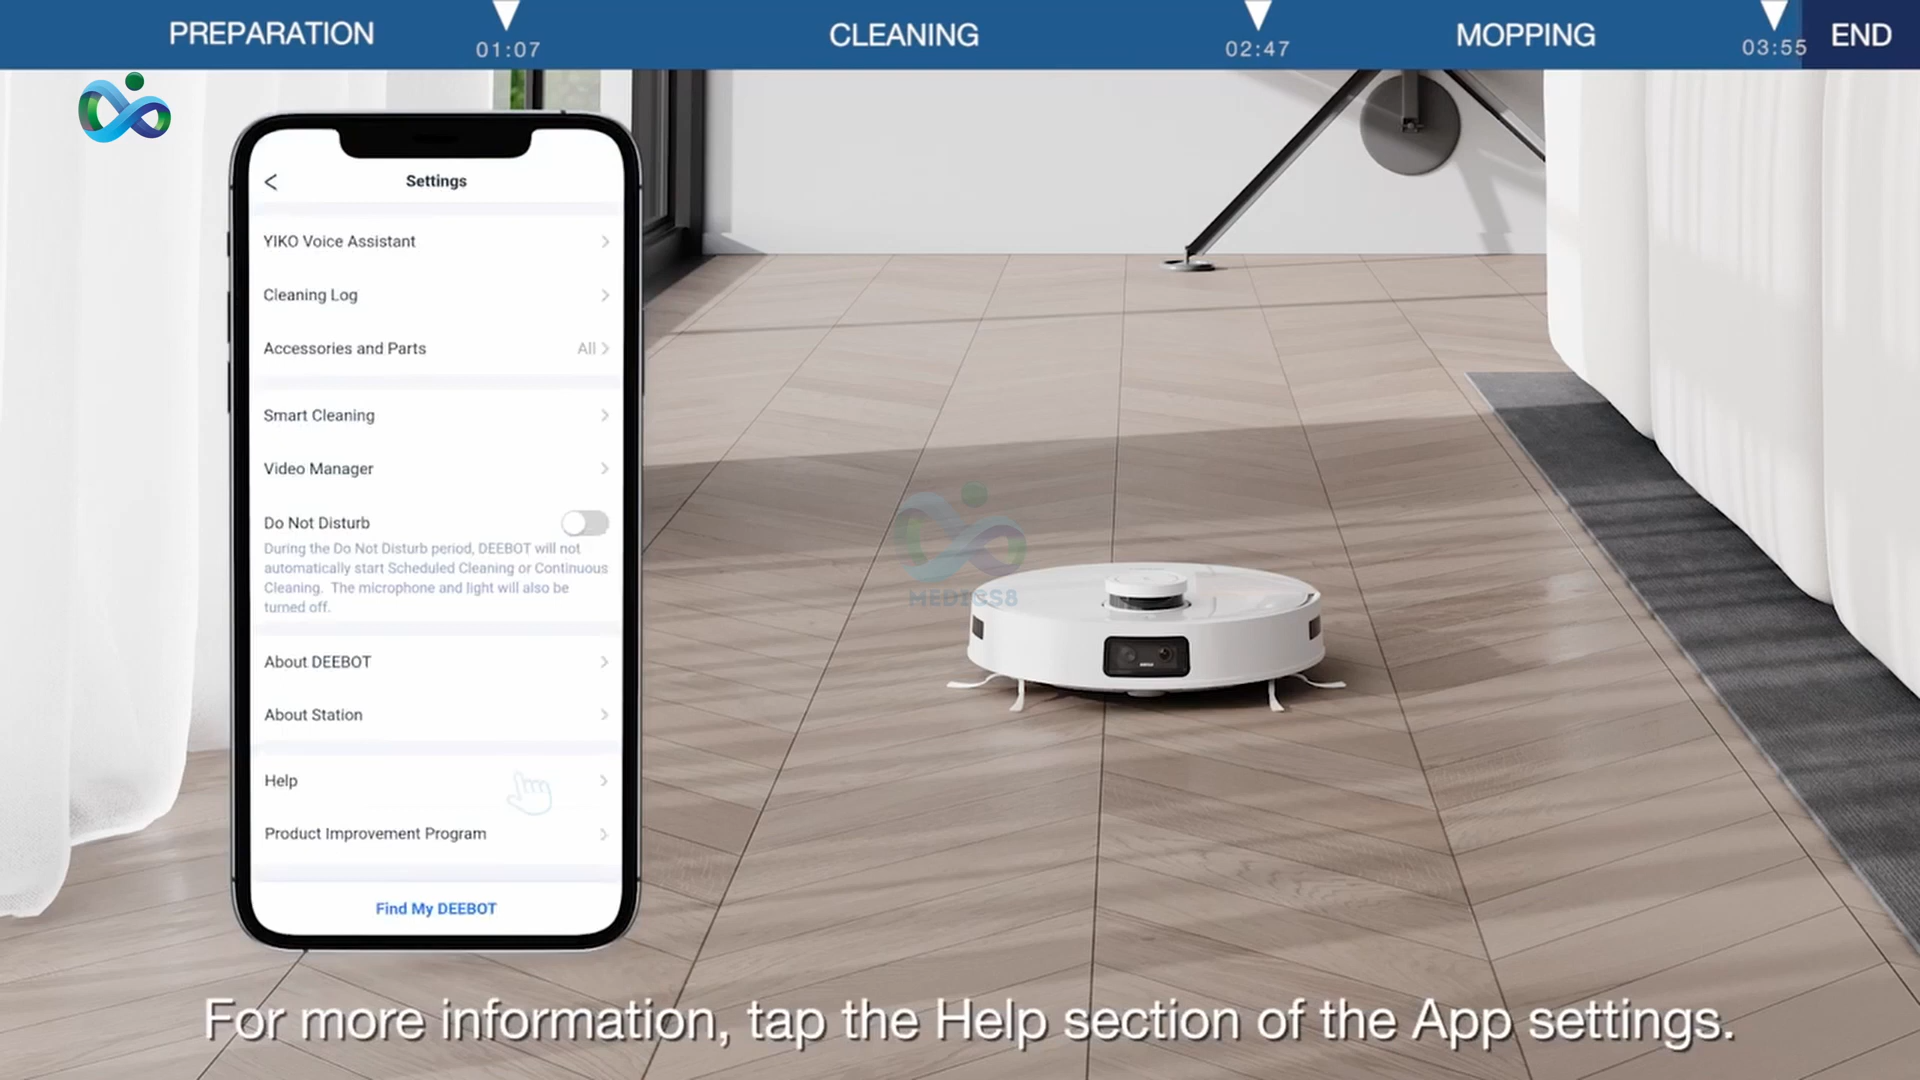 PREPARATION
01:07
CLEANING
02:47
MOPPING
03:55
END
Settings
YIKO Voice Assistant
Cleaning Log
Accessories and Parts All
Smart Cleaning
Video Manager
Do Not Disturb
During the Do Not Disturb period, DEEBOT will not
automatically start Scheduled Cleaning or Continuous
Cleaning. The microphone and light will also be
turned off.
About DEEBOT
About Station
Help
Product Improvement Program
Find My DEEBOT
MEDIGS8
For more information, tap the Help section of the App settings.